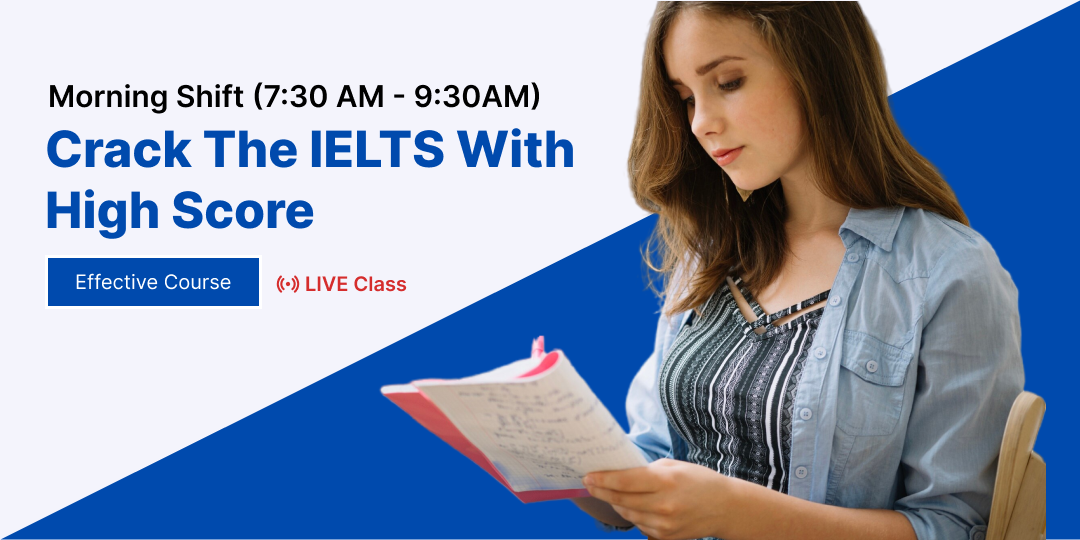 Morning Shift (7:30 AM - 9:30AM)
Crack The IELTS With
High Score
Effective Course
LIVE Class